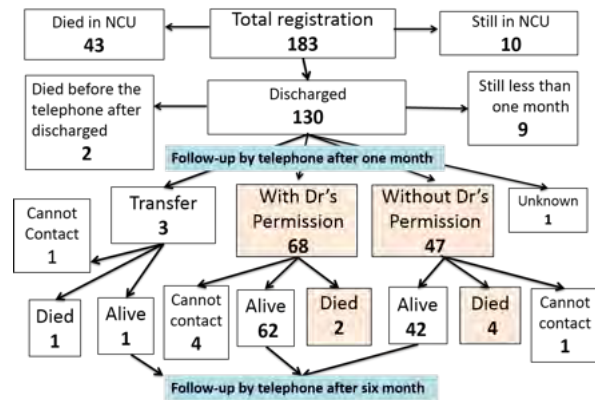 Died in NCU
43
Total registration
183
Still in NCU
10
Died before the
telephone after
discharged
2
Discharged
130
Still less than
one month
9
Follow-up by telephone after one month
Cannot
Contact
1
Transfer
3
With Dr's
Permission
68
Without Dr's
Permission
47
Unknown
1
Died
1
Alive
1
Cannot
contact
4
Alive
62
Died
2
Alive
42
Died
4
Cannot
contact
1
Follow-up by telephone after six month